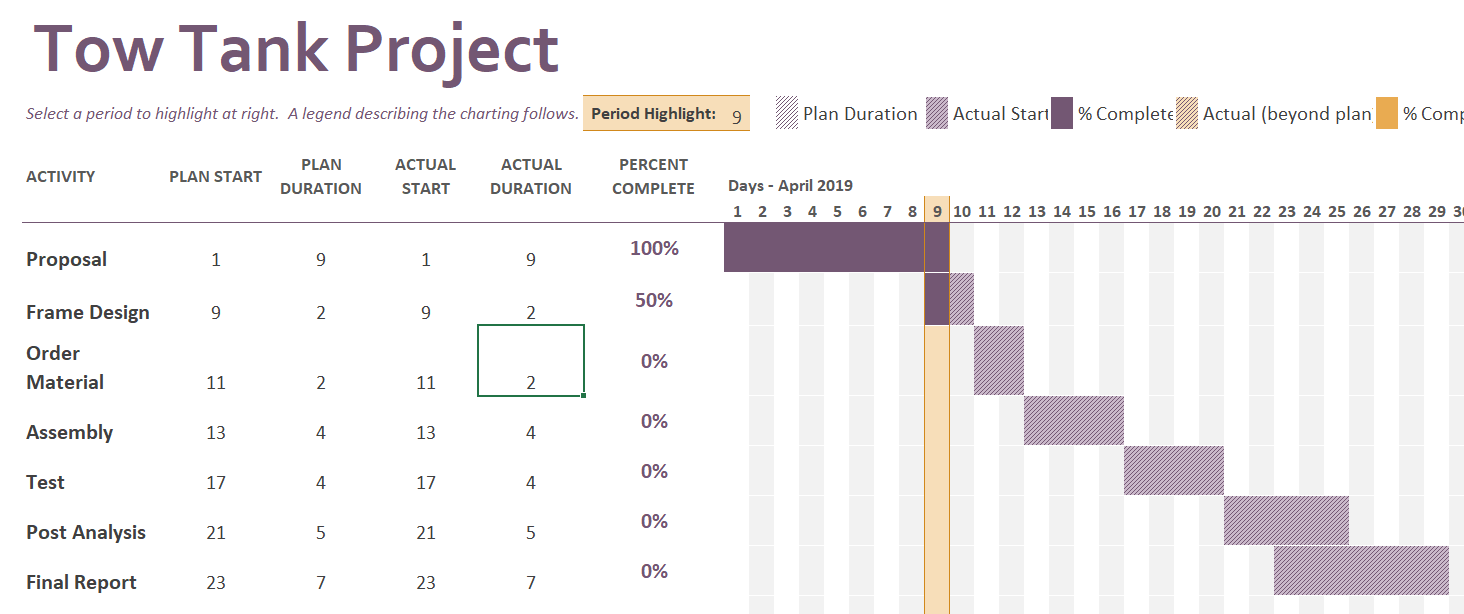 Tow Tank Project
Select a period to highlight at right. A legend describing the charting follows. Period Highlight: 9 Plan Duration Actual Start % Complete Actual (beyond plan
ACTIVITY PLAN START PLAN DURATION ACTUAL START ACTUAL DURATION PERCENT COMPLETE Days - April 2019
1 2 3 4 5 6 7 8 9 10 11 12 13 14 15 16 17 18 19 20 21 22 23 24 25 26 27 28 29
Proposal 1 9 1 9 100%
Frame Design 9 2 9 2 50%
Order
Material 11 2 11 2 0%
Assembly 13 4 13 4 0%
Test 17 4 17 4 0%
Post Analysis 21 5 21 5 0%
Final Report 23 7 23 7 0%